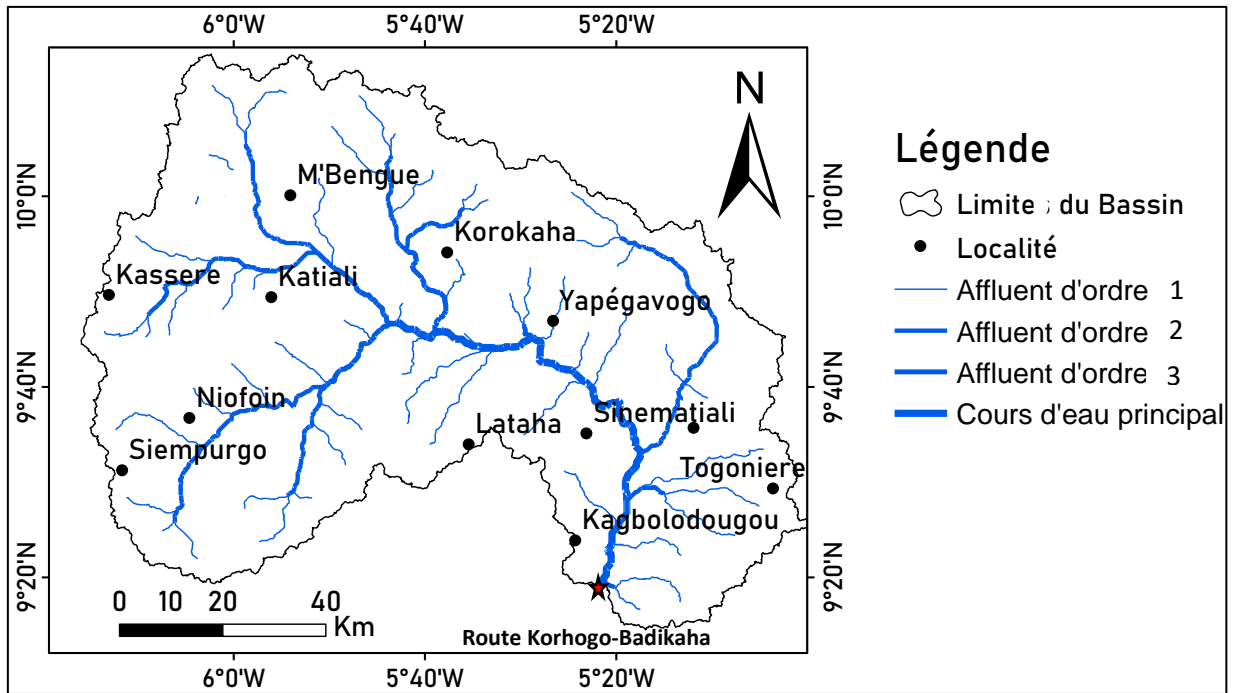 6°0'W 5°40'W 5°20'W
N
10°0'N 10°0'N
9°40'N 9°40'N
9°20'N 9°20'N
M'Bengue
Korokaha
Kassere
Katiali
Yapégavogo
Niofoin
Lataha
Sinematiali
Siempurgo
Togoniere
Kagbolodougou
0 10 20 40
Km
Route Korhogo-Badikaha
6°0'W 5°40'W 5°20'W
Légende
Limite du Bassin
Localité
Affluent d'ordre 1
Affluent d'ordre 2
Affluent d'ordre 3
Cours d'eau principal